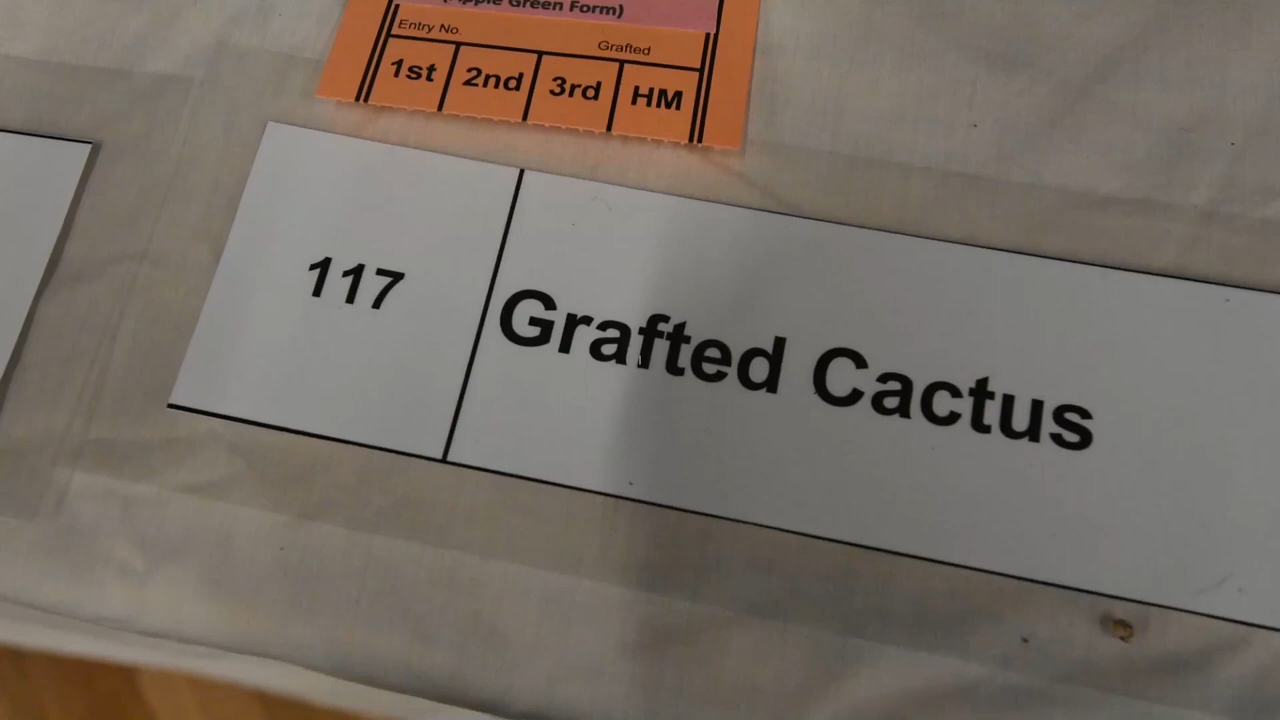 (Apple Green Form)
Entry No. Grafted
1st 2nd 3rd HM
117 Grafted Cactus